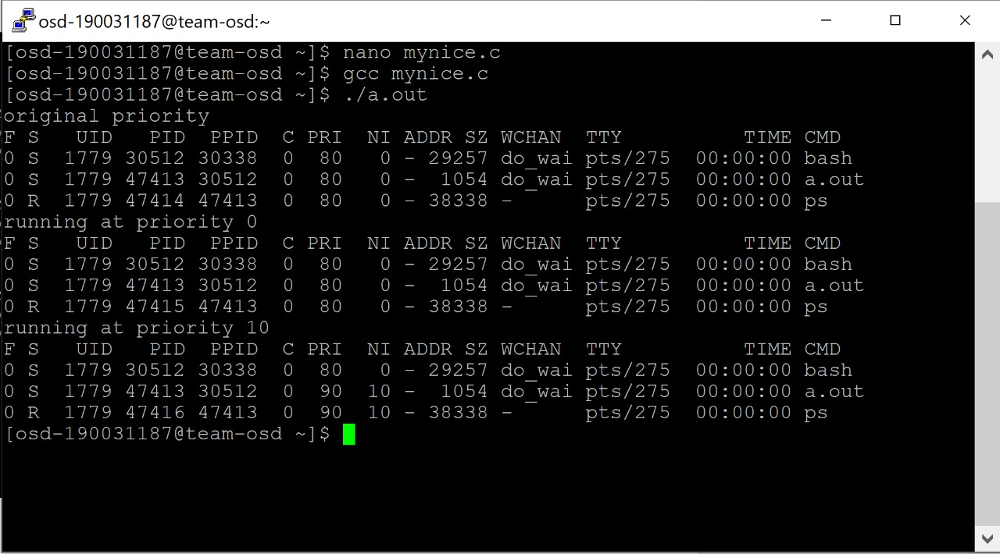 osd-190031187@team-osd:~
[osd-190031187@team-osd ~]$ nano mynice.c
[osd-190031187@team-osd ~]$ gcc mynice.c
[osd-190031187@team-osd ~]$ ./a.out
original priority
F S   UID   PID  PPID  C PRI  NI ADDR SZ WCHAN  TTY          TIME CMD
0 S  1779 30512 30338  0  80   0 - 29257 do_wai pts/275  00:00:00 bash
0 S  1779 47413 30512  0  80   0 -  1054 do_wai pts/275  00:00:00 a.out
0 R  1779 47414 47413  0  80   0 - 38338 -      pts/275  00:00:00 ps
running at priority 0
F S   UID   PID  PPID  C PRI  NI ADDR SZ WCHAN  TTY          TIME CMD
0 S  1779 30512 30338  0  80   0 - 29257 do_wai pts/275  00:00:00 bash
0 S  1779 47413 30512  0  80   0 -  1054 do_wai pts/275  00:00:00 a.out
0 R  1779 47415 47413  0  80   0 - 38338 -      pts/275  00:00:00 ps
running at priority 10
F S   UID   PID  PPID  C PRI  NI ADDR SZ WCHAN  TTY          TIME CMD
0 S  1779 30512 30338  0  80   0 - 29257 do_wai pts/275  00:00:00 bash
0 S  1779 47413 30512  0  90  10 -  1054 do_wai pts/275  00:00:00 a.out
0 R  1779 47416 47413  0  90  10 - 38338 -      pts/275  00:00:00 ps
[osd-190031187@team-osd ~]$